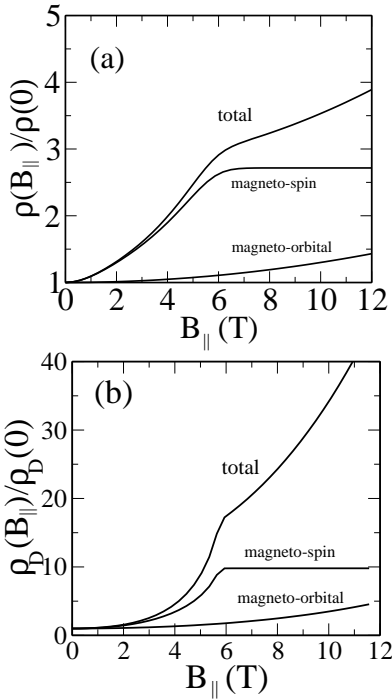 5
(a)
4
total
ρ(B||)/ρ(0)
3
magneto-spin
2
magneto-orbital
1
0 2 4 6 8 10 12
B|| (T)
40
(b)
30
total
ρD(B||)/ρD(0)
20
magneto-spin
10
magneto-orbital
0
0 2 4 6 8 10 12
B|| (T)